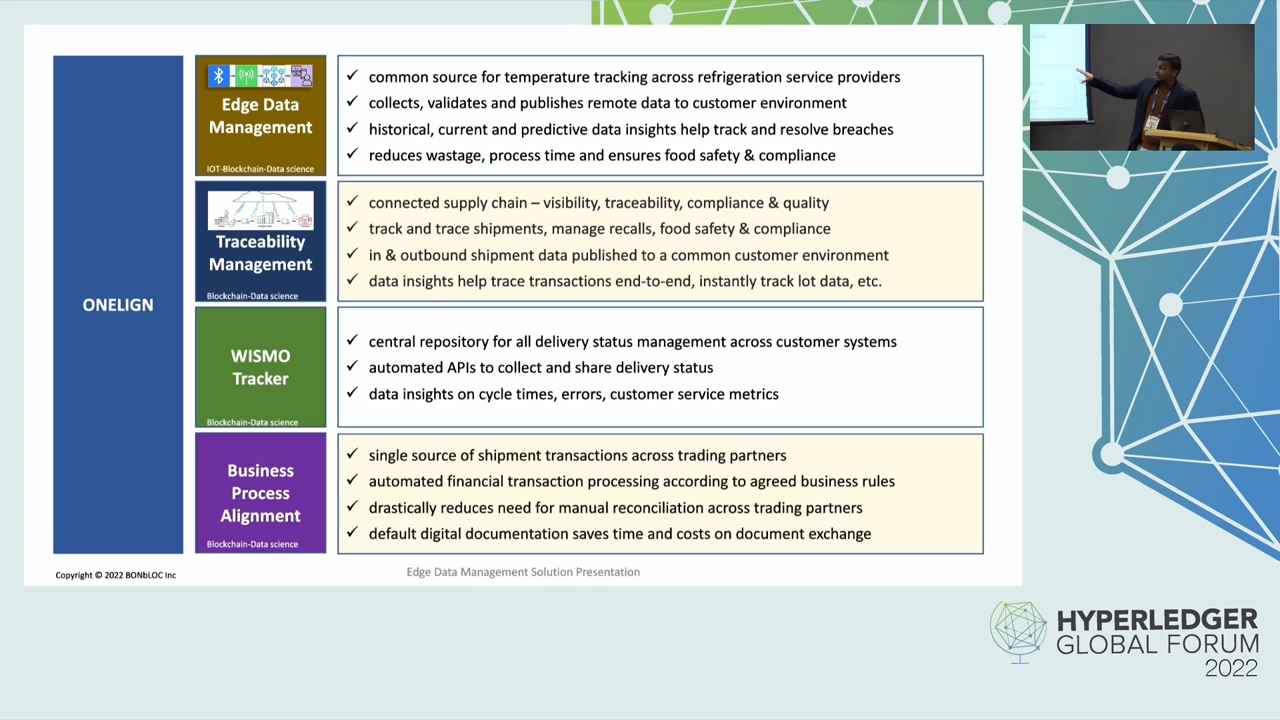 ONELIGN
Edge Data
Management
IOT-Blockchain-Data science
✓ common source for temperature tracking across refrigeration service providers
✓ collects, validates and publishes remote data to customer environment
✓ historical, current and predictive data insights help track and resolve breaches
✓ reduces wastage, process time and ensures food safety & compliance
Traceability
Management
Blockchain-Data science
✓ connected supply chain – visibility, traceability, compliance & quality
✓ track and trace shipments, manage recalls, food safety & compliance
✓ in & outbound shipment data published to a common customer environment
✓ data insights help trace transactions end-to-end, instantly track lot data, etc.
WISMO
Tracker
Blockchain-Data science
✓ central repository for all delivery status management across customer systems
✓ automated APIs to collect and share delivery status
✓ data insights on cycle times, errors, customer service metrics
Business
Process
Alignment
Blockchain-Data science
✓ single source of shipment transactions across trading partners
✓ automated financial transaction processing according to agreed business rules
✓ drastically reduces need for manual reconciliation across trading partners
✓ default digital documentation saves time and costs on document exchange
Copyright © 2022 BONbLOC Inc
Edge Data Management Solution Presentation
HYPERLEDGER
GLOBAL FORUM
2022